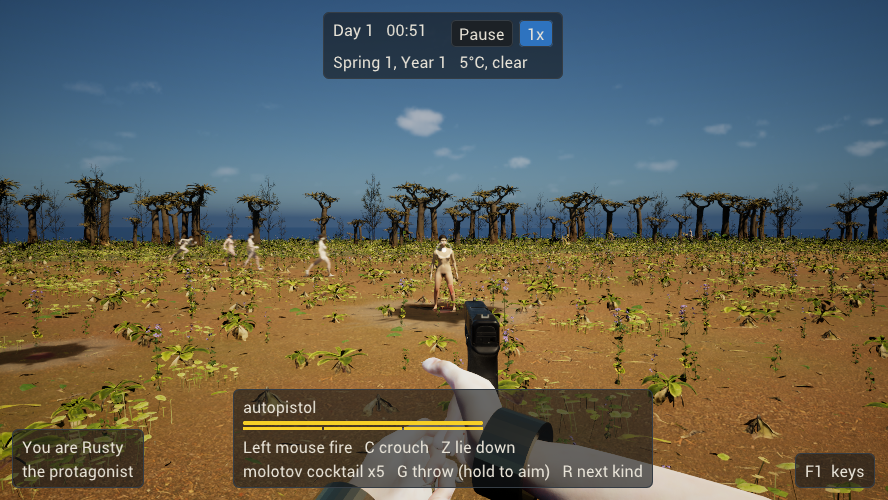 Day 1 00:51 Pause 1x
Spring 1, Year 1 5°C, clear
autopistol
Left mouse fire C crouch Z lie down
molotov cocktail x5 G throw (hold to aim) R next kind
You are Rusty
the protagonist
F1 keys